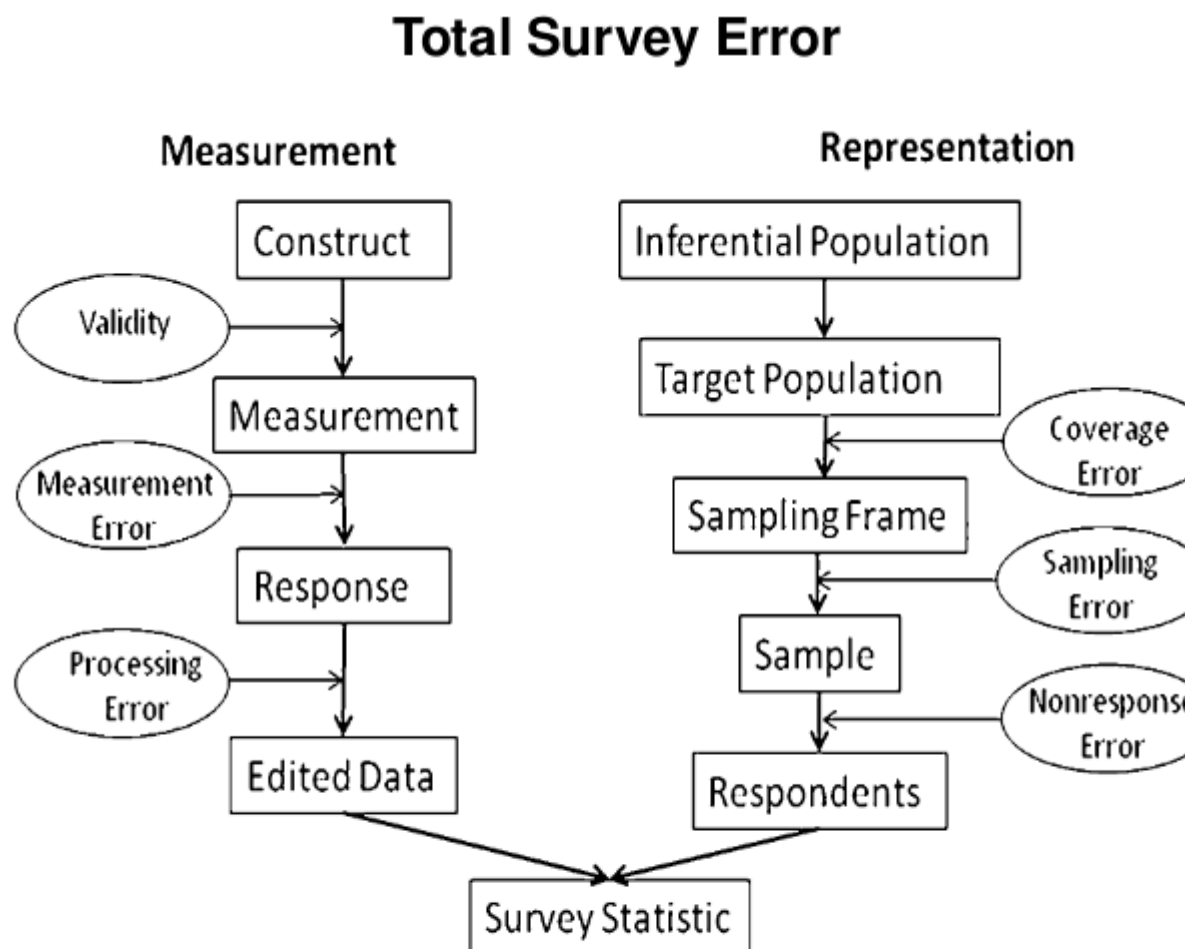 Total Survey Error
Measurement
Construct
Validity
Measurement
Measurement
Error
Response
Processing
Error
Edited Data
Representation
Inferential Population
Target Population
Coverage
Error
Sampling Frame
Sampling
Error
Sample
Nonresponse
Error
Respondents
Survey Statistic